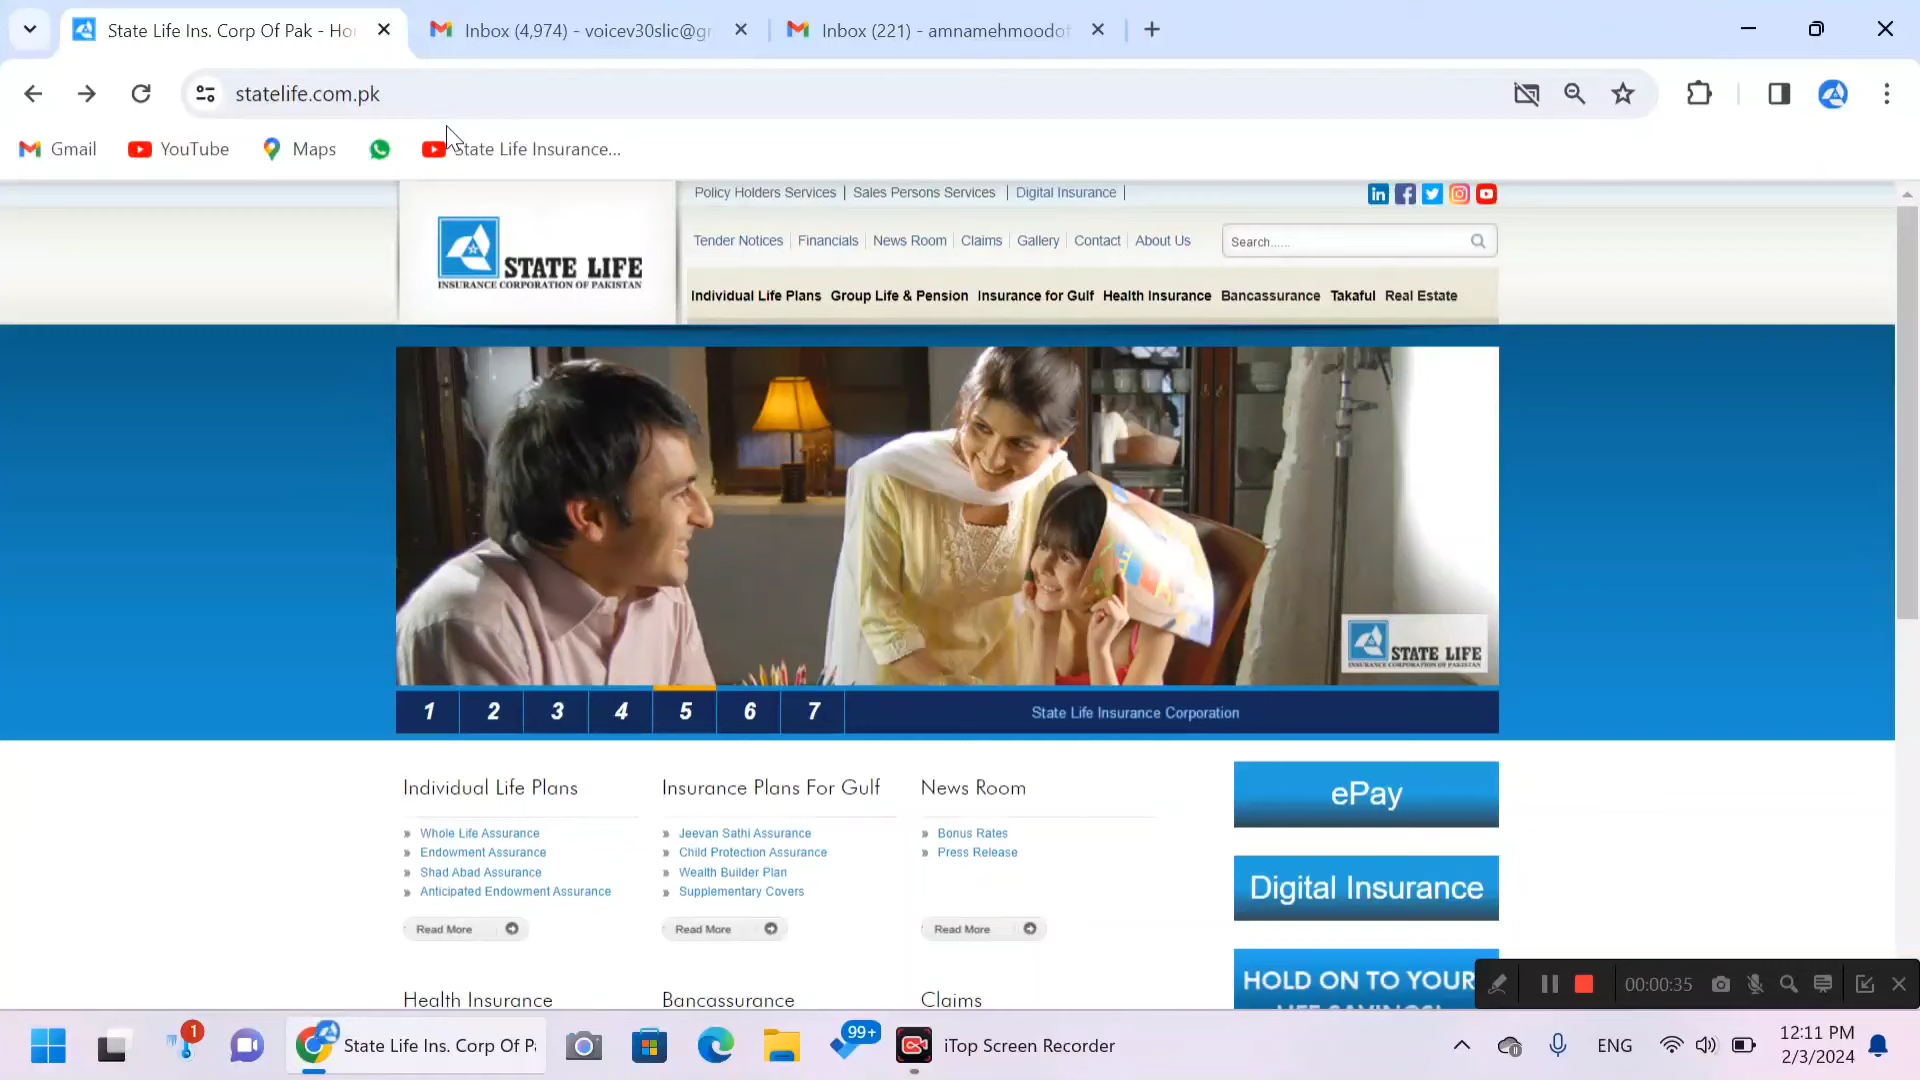 State Life Ins. Corp Of Pak - Ho
Inbox (4,974) - voicev30slic@g
Inbox (221) - amnamehmoodo
statelife.com.pk
Gmail
YouTube
Maps
State Life Insurance...
Policy Holders Services | Sales Persons Services | Digital Insurance |
Tender Notices
Financials
News Room
Claims
Gallery
Contact
About Us
Search......
STATE LIFE
INSURANCE CORPORATION OF PAKISTAN
Individual Life Plans Group Life & Pension Insurance for Gulf Health Insurance Bancassurance Takaful Real Estate
STATE LIFE
INSURANCE CORPORATION OF PAKISTAN
1 2 3 4 5 6 7
State Life Insurance Corporation
Individual Life Plans
Whole Life Assurance
Endowment Assurance
Shad Abad Assurance
Anticipated Endowment Assurance
Read More
Insurance Plans For Gulf
Jeevan Sathi Assurance
Child Protection Assurance
Wealth Builder Plan
Supplementary Covers
Read More
News Room
Bonus Rates
Press Release
Read More
ePay
Digital Insurance
HOLD ON TO YOUR
Health Insurance
Bancassurance
Claims
00:00:35
1
State Life Ins. Corp Of P
99+
iTop Screen Recorder
ENG
12:11 PM
2/3/2024